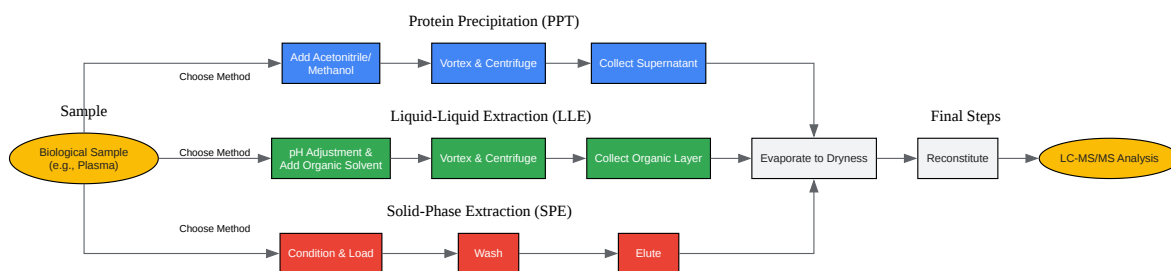 Protein Precipitation (PPT)
Add Acetonitrile/
Methanol
Vortex & Centrifuge
Collect Supernatant
Choose Method
Sample
Liquid-Liquid Extraction (LLE)
Final Steps
Biological Sample
(e.g., Plasma)
Choose Method
pH Adjustment &
Add Organic Solvent
Vortex & Centrifuge
Collect Organic Layer
Evaporate to Dryness
Reconstitute
LC-MS/MS Analysis
Solid-Phase Extraction (SPE)
Choose Method
Condition & Load
Wash
Elute